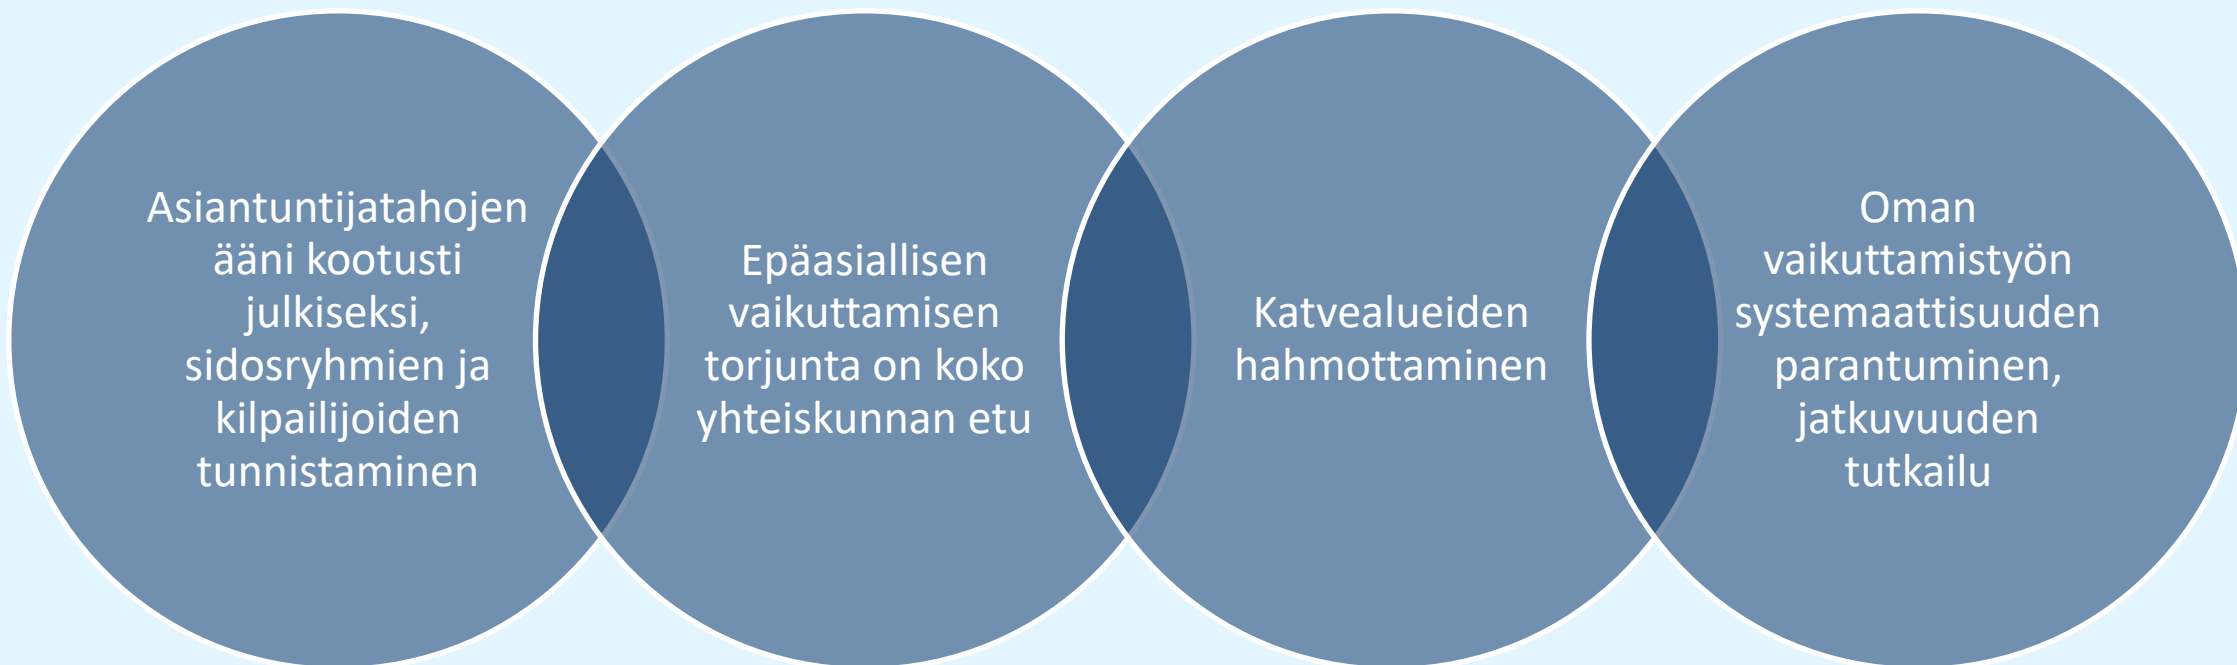 Asiantuntijatahojen
ääni kootusti
julkiseksi,
sidosryhmien ja
kilpailijoiden
tunnistaminen
Epäasiallisen
vaikuttamisen
torjunta on koko
yhteiskunnan etu
Katvealueiden
hahmottaminen
Oman
vaikuttamistyön
systemaattisuuden
parantuminen,
jatkuvuuden
tutkailu